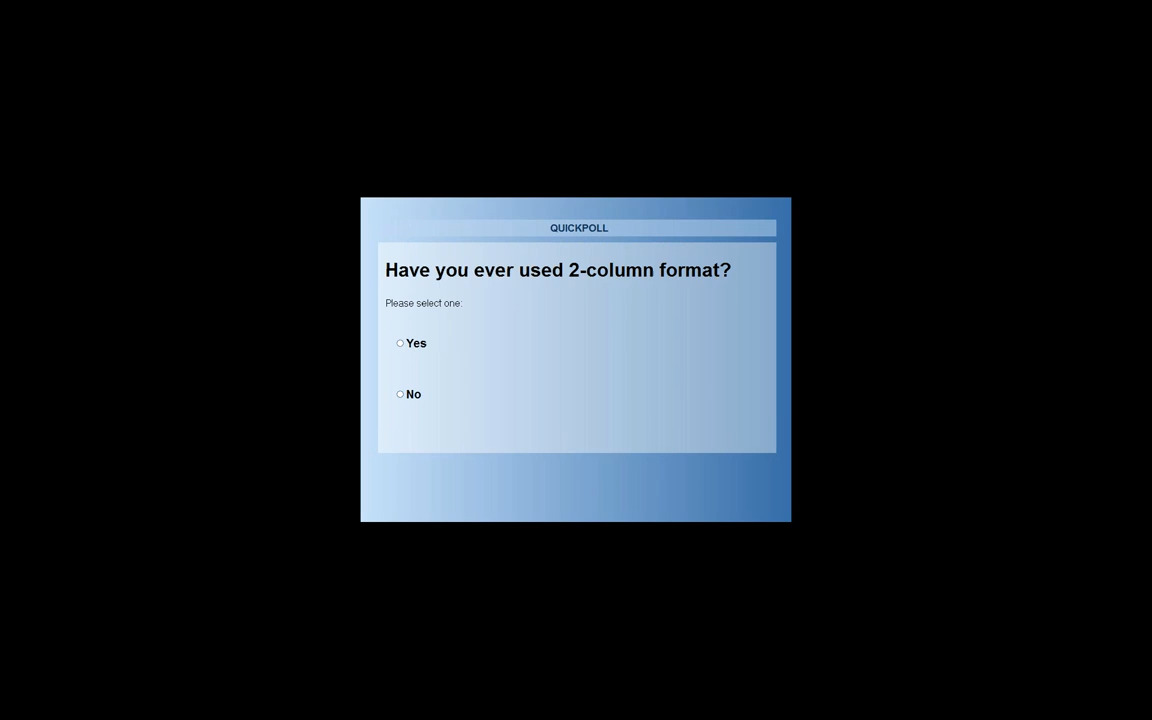 QUICKPOLL
Have you ever used 2-column format?
Please select one:
Yes
No